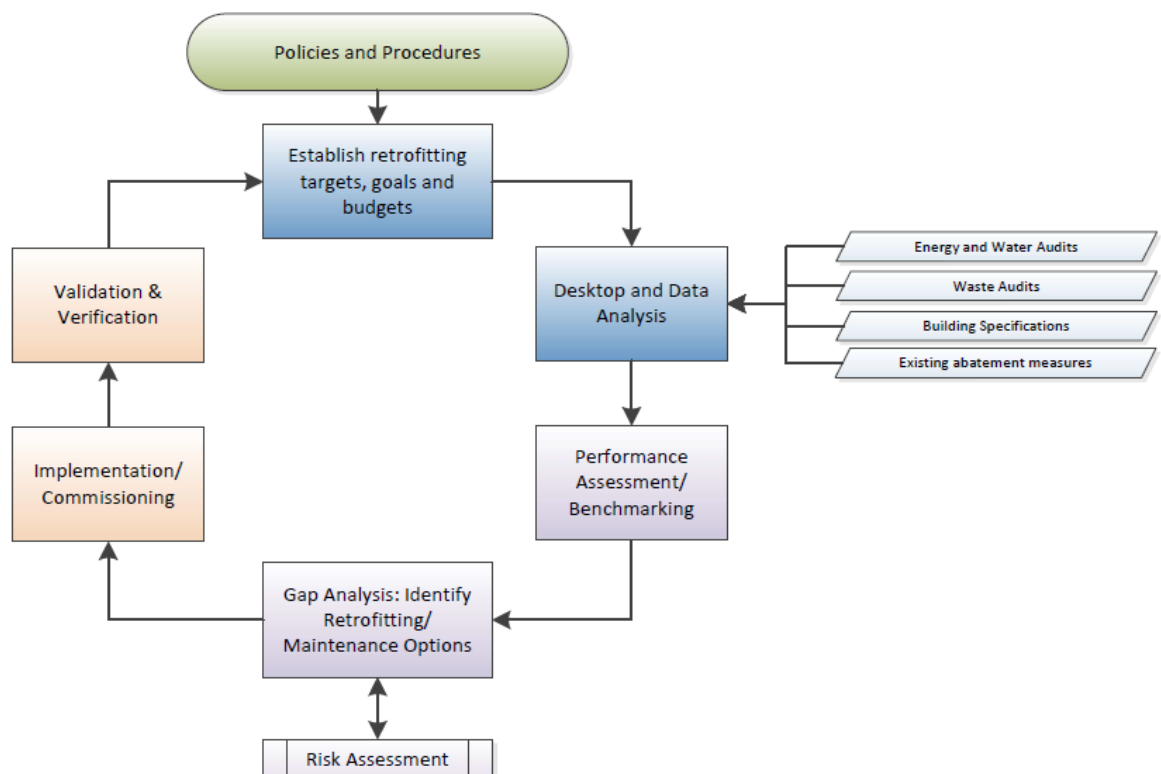 Policies and Procedures
Establish retrofitting
targets, goals and
budgets
Desktop and Data
Analysis
Energy and Water Audits
Waste Audits
Building Specifications
Existing abatement measures
Performance
Assessment/
Benchmarking
Gap Analysis: Identify
Retrofitting/
Maintenance Options
Risk Assessment
Implementation/
Commissioning
Validation &
Verification